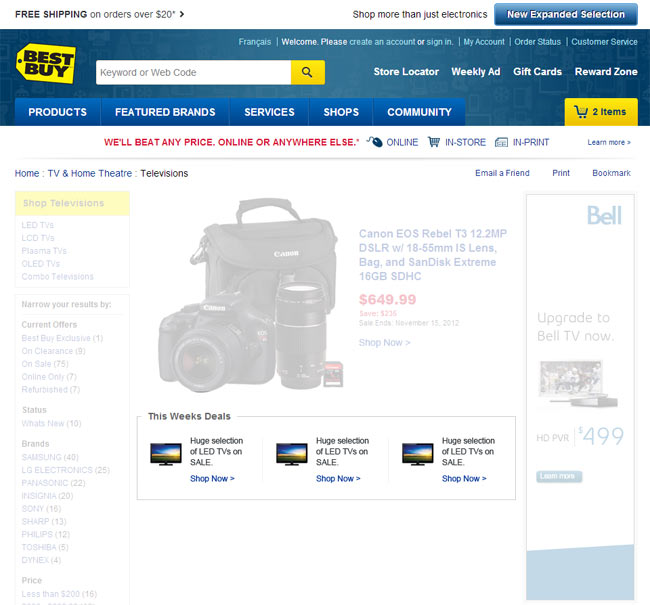 FREE SHIPPING on orders over $20* >
Shop more than just electronics
New Expanded Selection
Français | Welcome. Please create an account or sign in. | My Account | Order Status | Customer Service
BEST BUY
Keyword or Web Code
Store Locator Weekly Ad Gift Cards Reward Zone
PRODUCTS FEATURED BRANDS SERVICES SHOPS COMMUNITY
2 Items
WE'LL BEAT ANY PRICE. ONLINE OR ANYWHERE ELSE.* ONLINE IN-STORE IN-PRINT Learn more >
Home : TV & Home Theatre : Televisions
Email a Friend Print Bookmark
Shop Televisions
LED TVs
LCD TVs
Plasma TVs
OLED TVs
Combo Televisions
Narrow your results by:
Current Offers
Best Buy Exclusive (1)
On Clearance (9)
On Sale (75)
Online Only (7)
Refurbished (7)
Status
Whats New (10)
Brands
SAMSUNG (40)
LG ELECTRONICS (25)
PANASONIC (22)
INSIGNIA (20)
SONY (16)
SHARP (13)
PHILIPS (12)
TOSHIBA (5)
DYNEX (4)
Price
Less than $200 (16)
Canon
Canon EOS Rebel T3 12.2MP
DSLR w/ 18-55mm IS Lens,
Bag, and SanDisk Extreme
16GB SDHC
$649.99
Save: $235
Sale Ends: November 15, 2012
Shop Now >
This Weeks Deals
Huge selection
of LED TVs on
SALE.
Shop Now >
Huge selection
of LED TVs on
SALE.
Shop Now >
Huge selection
of LED TVs on
SALE.
Shop Now >
Bell
Upgrade to
Bell TV now.
HD PVR $499
Learn more